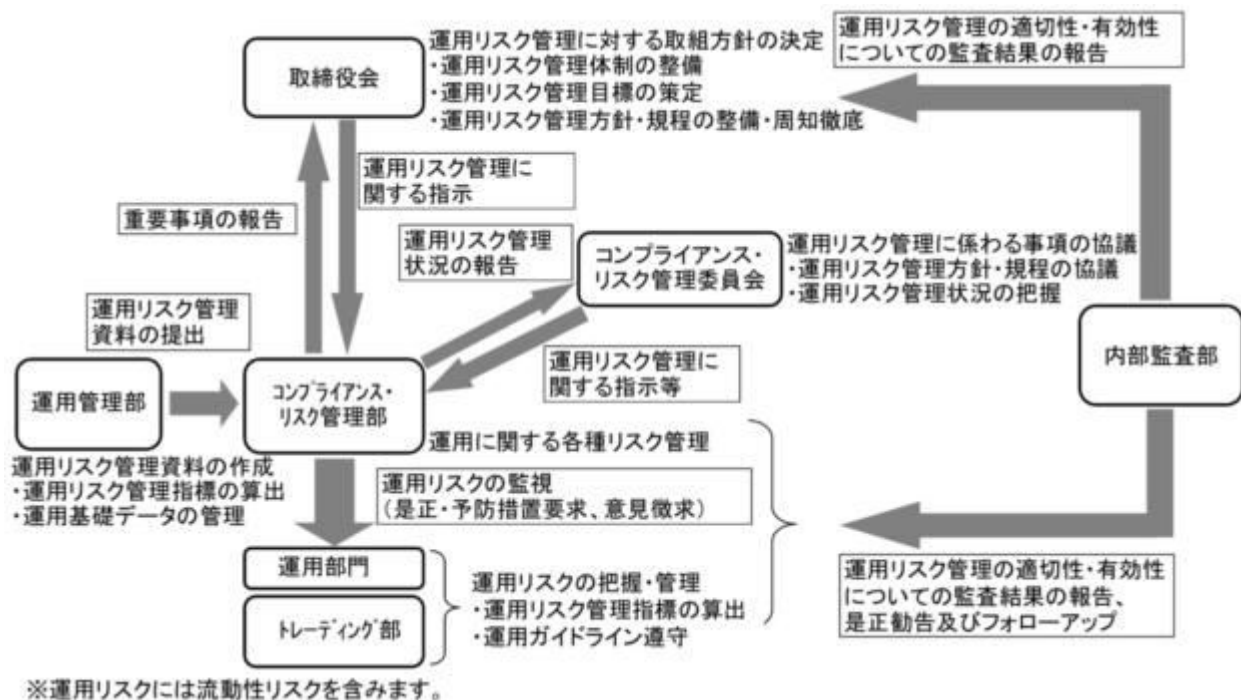 取締役会
運用リスク管理に対する取組方針の決定
・運用リスク管理体制の整備
・運用リスク管理目標の策定
・運用リスク管理方針・規程の整備・周知徹底
運用リスク管理の適切性・有効性
についての監査結果の報告
運用リスク管理に
関する指示
重要事項の報告
運用リスク管理
状況の報告
コンプライアンス・
リスク管理委員会
運用リスク管理に係わる事項の協議
・運用リスク管理方針・規程の協議
・運用リスク管理状況の把握
運用リスク管理
資料の提出
運用リスク管理に
関する指示等
内部監査部
運用管理部
コンプライアンス・
リスク管理部
運用に関する各種リスク管理
運用リスク管理資料の作成
・運用リスク管理指標の算出
・運用基礎データの管理
運用リスクの監視
（是正・予防措置要求、意見徴求）
運用部門
トレーディング部
運用リスクの把握・管理
・運用リスク管理指標の算出
・運用ガイドライン遵守
運用リスク管理の適切性・有効性
についての監査結果の報告、
是正勧告及びフォローアップ
※運用リスクには流動性リスクを含みます。